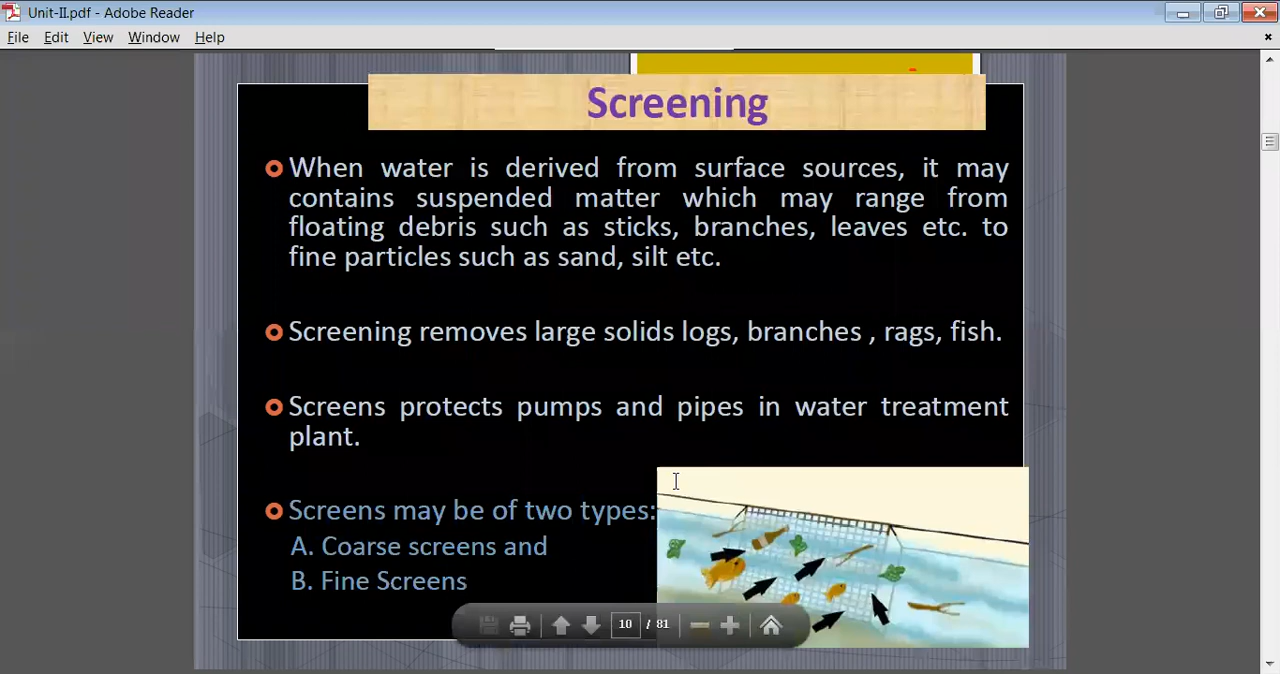 Unit-II.pdf - Adobe Reader
File Edit View Window Help
Screening
When water is derived from surface sources, it may
contains suspended matter which may range from
floating debris such as sticks, branches, leaves etc. to
fine particles such as sand, silt etc.
Screening removes large solids logs, branches , rags, fish.
Screens protects pumps and pipes in water treatment
plant.
Screens may be of two types:
A. Coarse screens and
B. Fine Screens
10 / 81